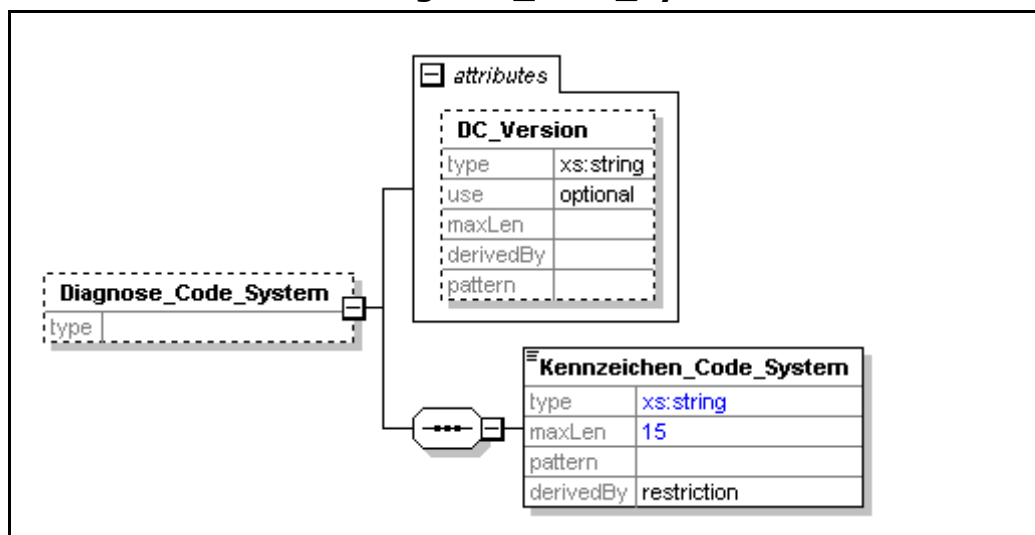 attributes
DC_Version
type xs:string
use optional
maxLen
derivedBy
pattern
Diagnose_Code_System
type
Kennzeichen_Code_System
type xs:string
maxLen 15
pattern
derivedBy restriction